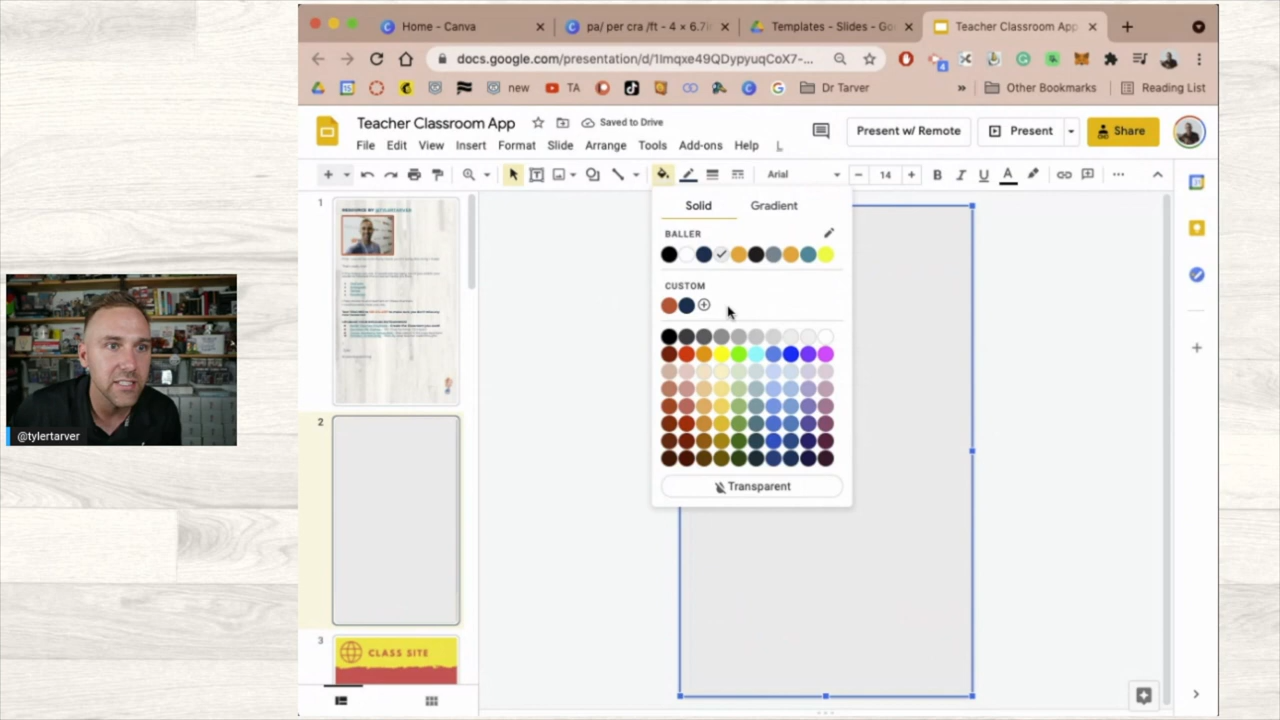 Home - Canva
pa/ per cra /ft - 4 × 6.7i
Templates - Slides - Go
Teacher Classroom App
docs.google.com/presentation/d/1lmqxe49QDypyuqCoX7-...
4
new
TA
Dr Tarver
»
Other Bookmarks
Reading List
Teacher Classroom App
Saved to Drive
File Edit View Insert Format Slide Arrange Tools Add-ons Help L
Present w/ Remote
Present
Share
Arial
14
B I U A
Solid
Gradient
BALLER
CUSTOM
Transparent
1
2
3
CLASS SITE
@tylertarver